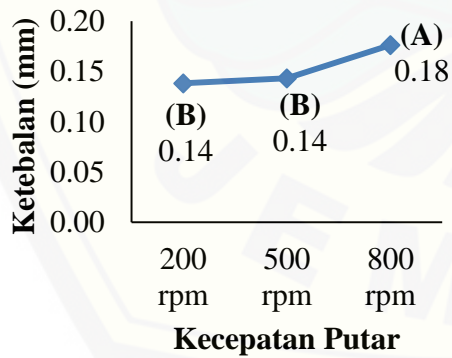 Ketebalan (mm)
0.20
0.15
0.10
0.05
0.00
(B)
0.14
(B)
0.14
(A)
0.18
200
rpm
500
rpm
800
rpm
Kecepatan Putar